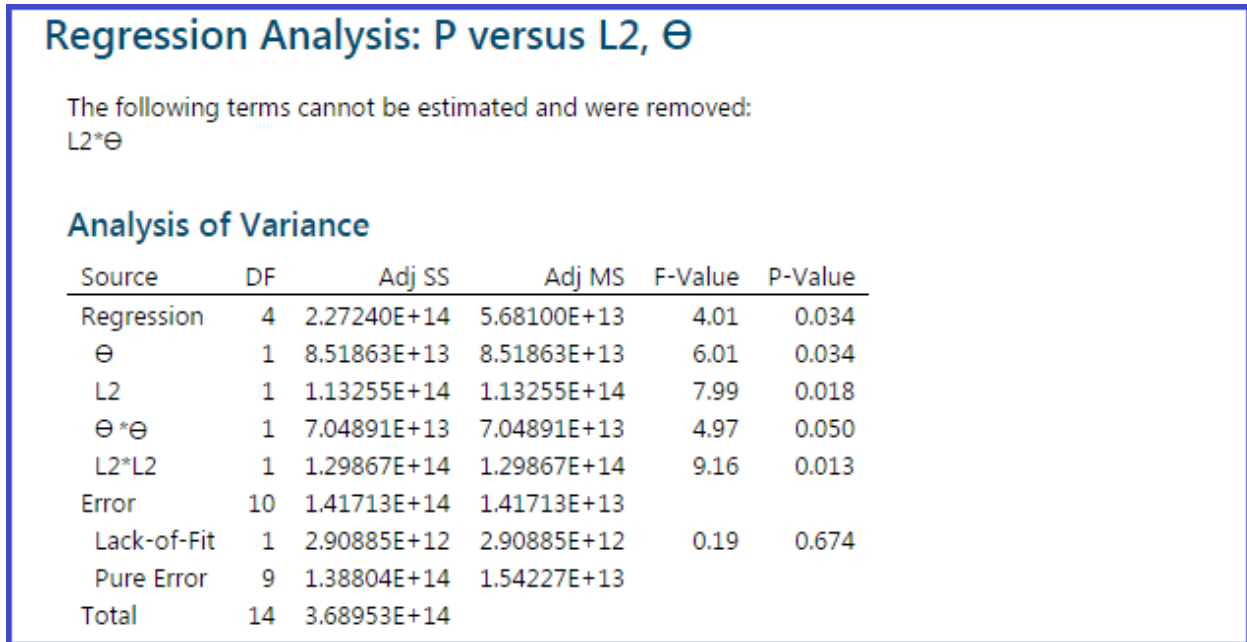 Regression Analysis: P versus L2, Ɵ
The following terms cannot be estimated and were removed:
L2*Ɵ
Analysis of Variance
Source DF Adj SS Adj MS F-Value P-Value
Regression 4 2.27240E+14 5.68100E+13 4.01 0.034
Ɵ 1 8.51863E+13 8.51863E+13 6.01 0.034
L2 1 1.13255E+14 1.13255E+14 7.99 0.018
Ɵ*Ɵ 1 7.04891E+13 7.04891E+13 4.97 0.050
L2*L2 1 1.29867E+14 1.29867E+14 9.16 0.013
Error 10 1.41713E+14 1.41713E+13
Lack-of-Fit 1 2.90885E+12 2.90885E+12 0.19 0.674
Pure Error 9 1.38804E+14 1.54227E+13
Total 14 3.68953E+14